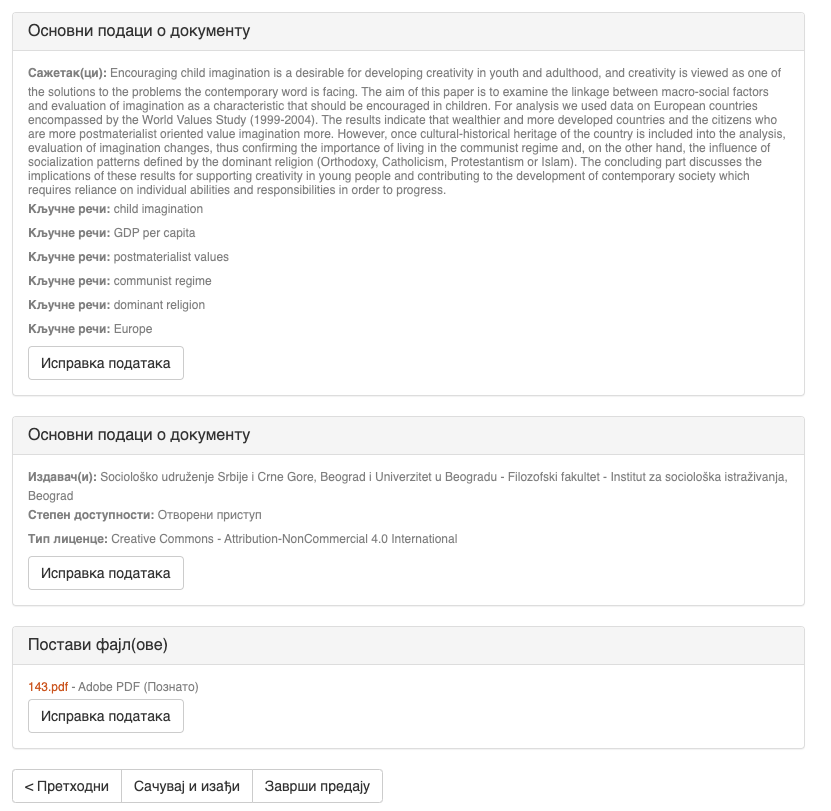 Основни подаци о документу
Сажетак(ци): Encouraging child imagination is a desirable for developing creativity in youth and adulthood, and creativity is viewed as one of
the solutions to the problems the contemporary word is facing. The aim of this paper is to examine the linkage between macro-social factors
and evaluation of imagination as a characteristic that should be encouraged in children. For analysis we used data on European countries
encompassed by the World Values Study (1999-2004). The results indicate that wealthier and more developed countries and the citizens who
are more postmaterialist oriented value imagination more. However, once cultural-historical heritage of the country is included into the analysis,
evaluation of imagination changes, thus confirming the importance of living in the communist regime and, on the other hand, the influence of
socialization patterns defined by the dominant religion (Orthodoxy, Catholicism, Protestantism or Islam). The concluding part discusses the
implications of these results for supporting creativity in young people and contributing to the development of contemporary society which
requires reliance on individual abilities and responsibilities in order to progress.
Кључне речи: child imagination
Кључне речи: GDP per capita
Кључне речи: postmaterialist values
Кључне речи: communist regime
Кључне речи: dominant religion
Кључне речи: Europe
Исправка података
Основни подаци о документу
Издавач(и): Sociološko udruženje Srbije i Crne Gore, Beograd i Univerzitet u Beogradu - Filozofski fakultet - Institut za sociološka istraživanja,
Beograd
Степен доступности: Отворени приступ
Тип лиценце: Creative Commons - Attribution-NonCommercial 4.0 International
Исправка података
Постави фајл(ове)
143.pdf - Adobe PDF (Познато)
Исправка података
< Претходни Сачувај и изађи Заврши предају